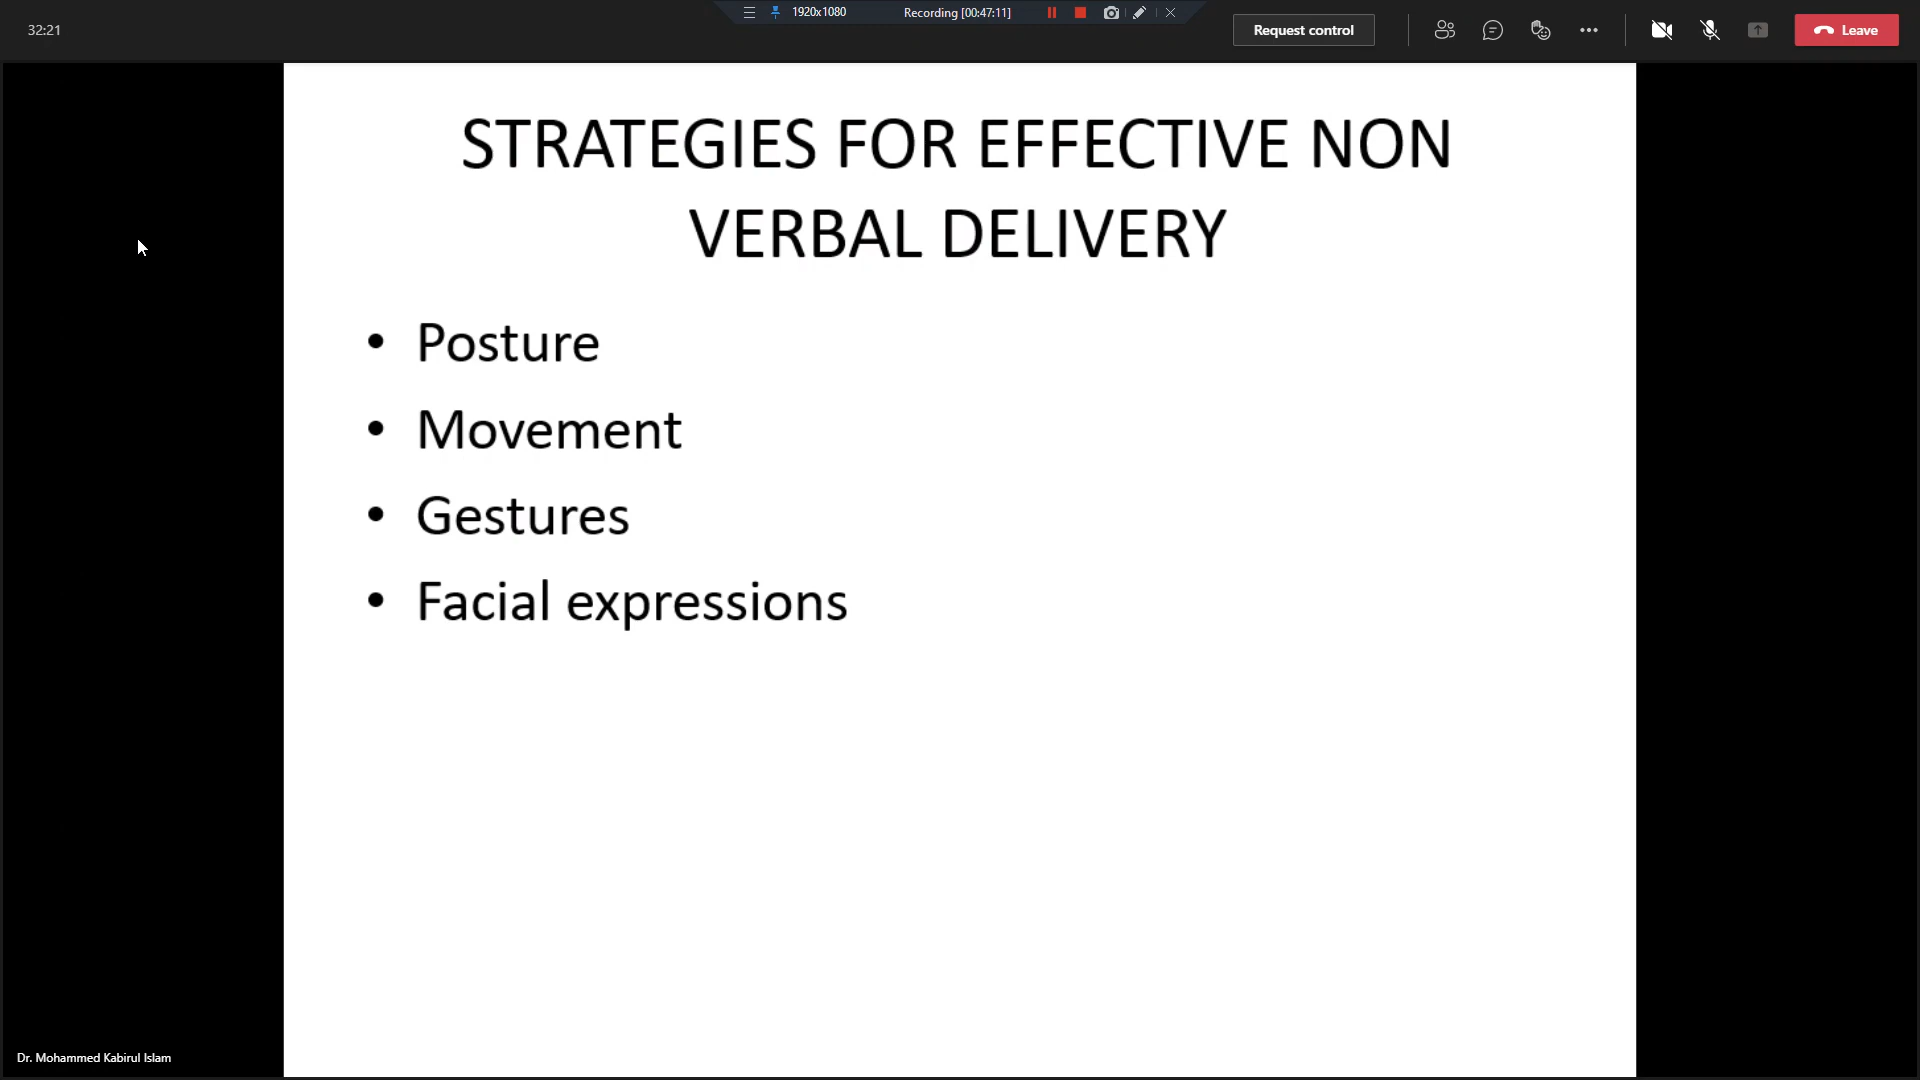 1920x1080 Recording [00:47:11]
32:21 Request control Leave
STRATEGIES FOR EFFECTIVE NON
VERBAL DELIVERY
• Posture
• Movement
• Gestures
• Facial expressions
Dr. Mohammed Kabirul Islam